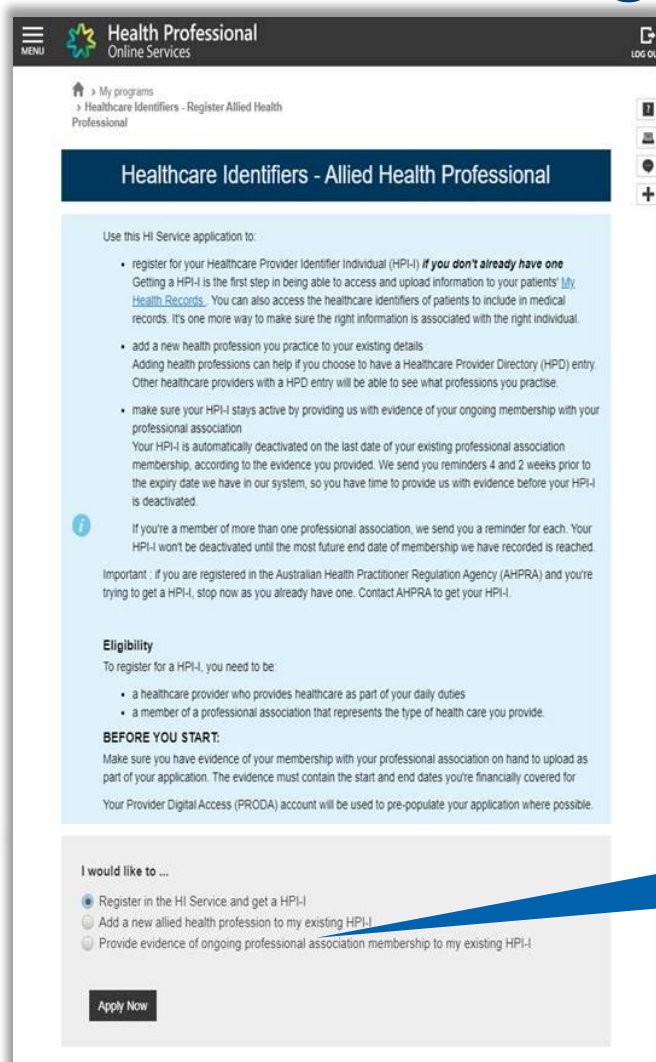 MENU
Health Professional
Online Services
LOG OU
> My programs
> Healthcare Identifiers - Register Allied Health
Professional
Healthcare Identifiers - Allied Health Professional
Use this HI Service application to:
• register for your Healthcare Provider Identifier Individual (HPI-I) if you don't already have one
Getting a HPI-I is the first step in being able to access and upload information to your patients' My
Health Records . You can also access the healthcare identifiers of patients to include in medical
records. It's one more way to make sure the right information is associated with the right individual.
• add a new health profession you practice to your existing details
Adding health professions can help if you choose to have a Healthcare Provider Directory (HPD) entry.
Other healthcare providers with a HPD entry will be able to see what professions you practise.
• make sure your HPI-I stays active by providing us with evidence of your ongoing membership with your
professional association
Your HPI-I is automatically deactivated on the last date of your existing professional association
membership, according to the evidence you provided. We send you reminders 4 and 2 weeks prior to
the expiry date we have in our system, so you have time to provide us with evidence before your HPI-I
is deactivated.
If you're a member of more than one professional association, we send you a reminder for each. Your
HPI-I won't be deactivated until the most future end date of membership we have recorded is reached.
Important : if you are registered in the Australian Health Practitioner Regulation Agency (AHPRA) and you're
trying to get a HPI-I, stop now as you already have one. Contact AHPRA to get your HPI-I.
Eligibility
To register for a HPI-I, you need to be:
• a healthcare provider who provides healthcare as part of your daily duties
• a member of a professional association that represents the type of health care you provide.
BEFORE YOU START:
Make sure you have evidence of your membership with your professional association on hand to upload as
part of your application. The evidence must contain the start and end dates you're financially covered for
Your Provider Digital Access (PRODA) account will be used to pre-populate your application where possible.
I would like to ...
Register in the HI Service and get a HPI-I
Add a new allied health profession to my existing HPI-I
Provide evidence of ongoing professional association membership to my existing HPI-I
Apply Now